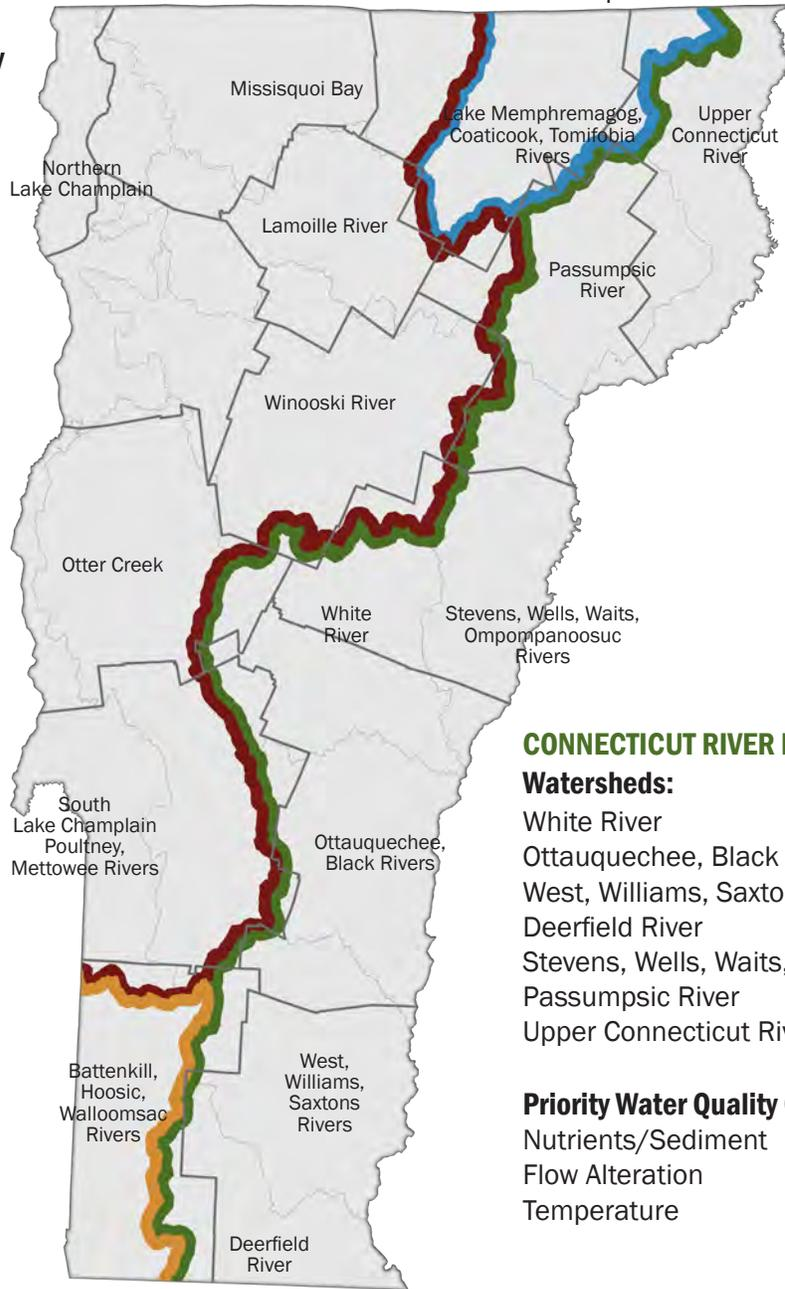 Missisquoi Bay
Lake Memphremagog,
Coaticook, Tomifobia
Rivers
Upper
Connecticut
River
Northern
Lake Champlain
Lamoille River
Passumpsic
River
Winooski River
Otter Creek
White
River
Stevens, Wells, Waits,
Ompompanoosuc
Rivers
South
Lake Champlain
Poultney,
Mettowee Rivers
Ottauquechee,
Black Rivers
Battenkill,
Hoosic,
Walloomsac
Rivers
West,
Williams,
Saxtons
Rivers
Deerfield
River
CONNECTICUT RIVER
Watersheds:
White River
Ottauquechee, Black
West, Williams,
Deerfield River
Stevens, Wells, Waits,
Passumpsic River
Upper Connecticut
Priority Water Quality
Nutrients/Sediment
Flow Alteration
Temperature